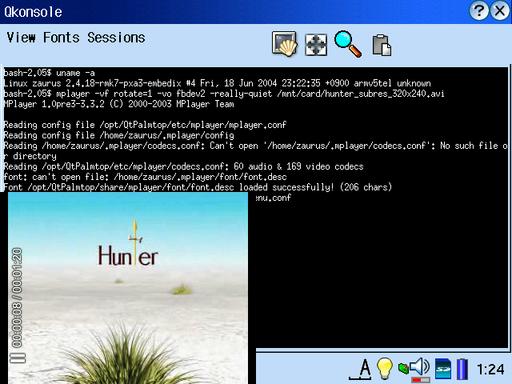 Qkonsole
View Fonts Sessions
bash-2.05$ uname -a
Linux zaurus 2.4.18-rmk7-pxa3-embedix #4 Fri, 18 Jun 2004 23:22:35 +0900 armv5tel unknown
bash-2.05$ mplayer -vf rotate=1 -vo fbdev2 -really-quiet /mnt/card/hunter_subres_320x240.avi
MPlayer 1.0pre3-3.3.2 (C) 2000-2003 MPlayer Team
Reading config file /opt/QtPalmtop/etc/mplayer/mplayer.conf
Reading config file /home/zaurus/.mplayer/config
Reading /home/zaurus/.mplayer/codecs.conf: Can't open '/home/zaurus/.mplayer/codecs.conf': No such file o
r directory
Reading /opt/QtPalmtop/etc/mplayer/codecs.conf: 60 audio & 169 video codecs
font: can't open file: /home/zaurus/.mplayer/font/font.desc
Font /opt/QtPalmtop/share/mplayer/font/font.desc loaded successfully! (206 chars)
enu.conf
Hunter
00:00:08 / 00:01:20
A
1:24